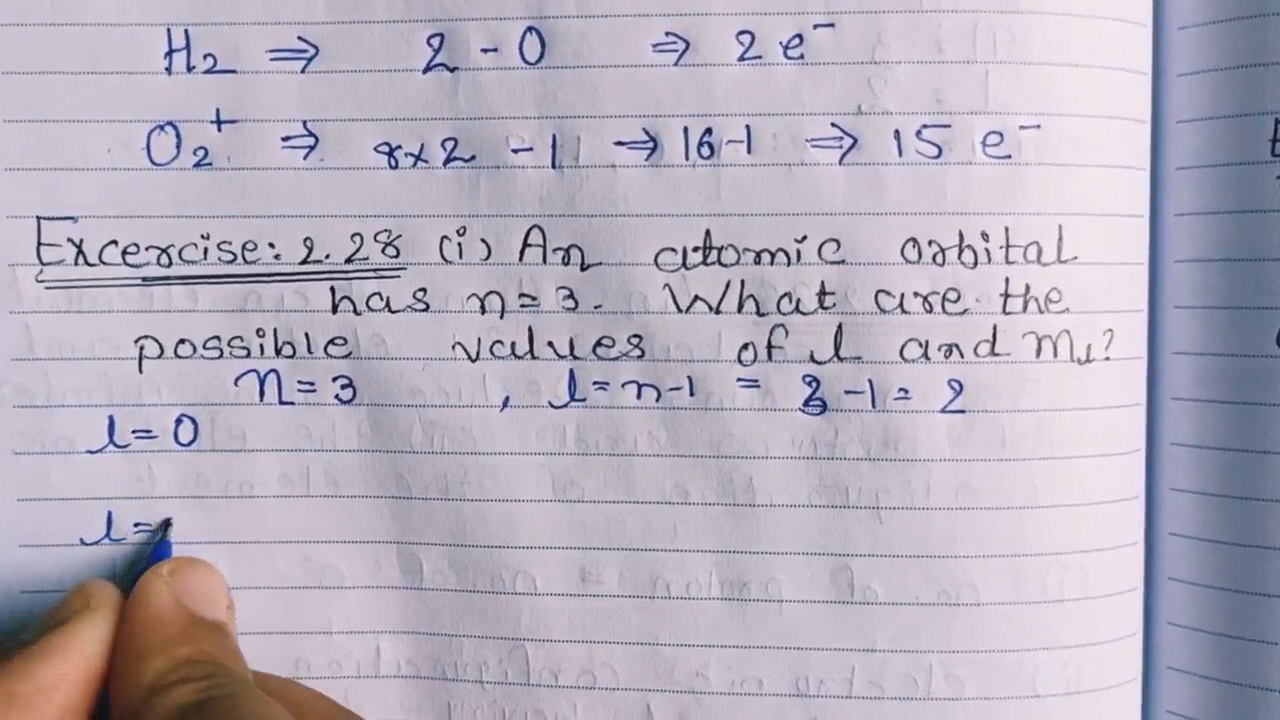 H₂ ⇒ 2 - 0 ⇒ 2 e⁻
O₂⁺ ⇒ 8×2 - 1 → 16-1 ⇒ 15 e⁻
Excercise: 2.28 (i) An atomic orbital
has n = 3. What are the
possible values of l and mₗ?
n = 3 , l = n-1 = 3 -1 = 2
l = 0
l =